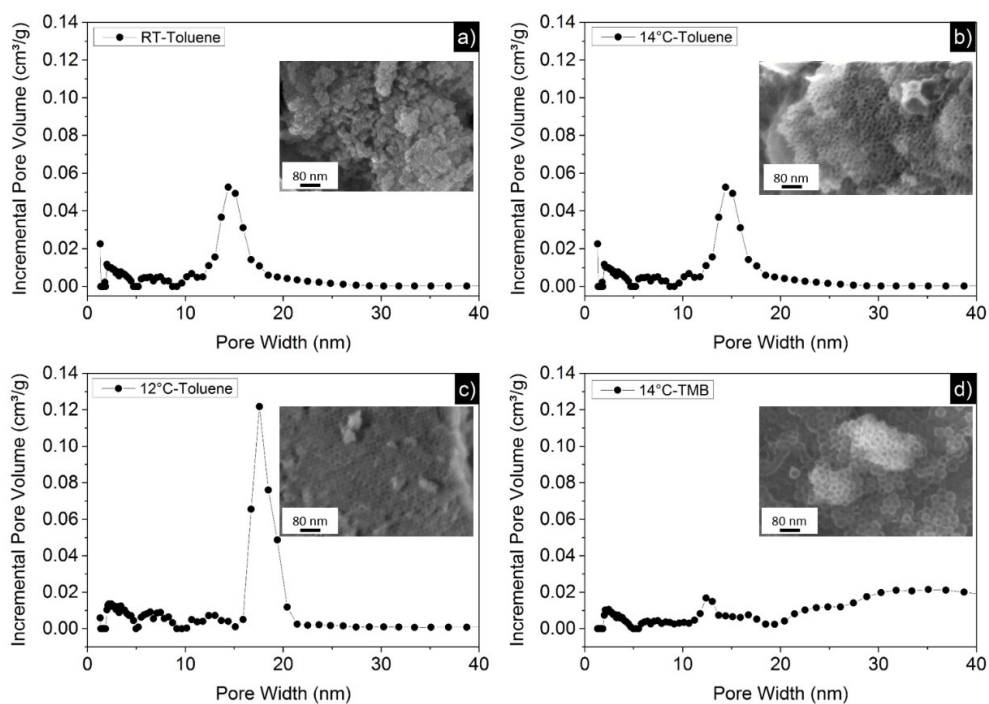 0.14
0.12
0.10
0.08
0.06
0.04
0.02
0.00
Incremental Pore Volume (cm³/g)
RT-Toluene
a)
80 nm
0 10 20 30 40
Pore Width (nm)
0.14
0.12
0.10
0.08
0.06
0.04
0.02
0.00
Incremental Pore Volume (cm³/g)
14°C-Toluene
b)
80 nm
0 10 20 30 40
Pore Width (nm)
0.14
0.12
0.10
0.08
0.06
0.04
0.02
0.00
Incremental Pore Volume (cm³/g)
12°C-Toluene
c)
80 nm
0 10 20 30 40
Pore Width (nm)
0.14
0.12
0.10
0.08
0.06
0.04
0.02
0.00
Incremental Pore Volume (cm³/g)
14°C-TMB
d)
80 nm
0 10 20 30 40
Pore Width (nm)